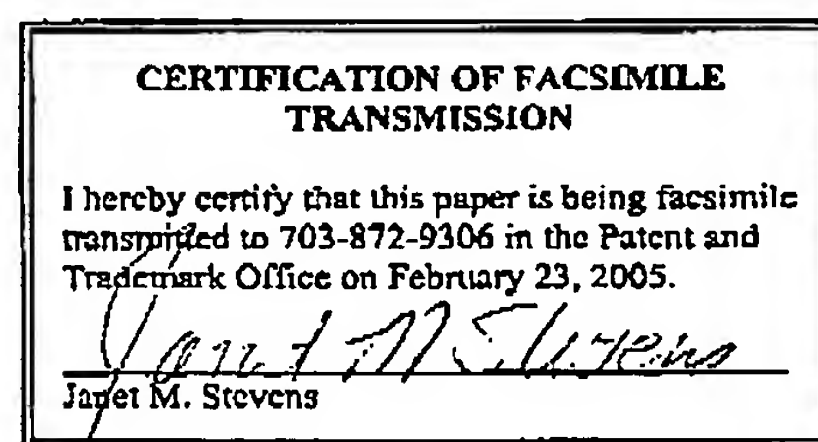 CERTIFICATION OF FACSIMILE
TRANSMISSION
I hereby certify that this paper is being facsimile
transmitted to 703-872-9306 in the Patent and
Trademark Office on February 23, 2005.
Janet M Stevens
Janet M. Stevens